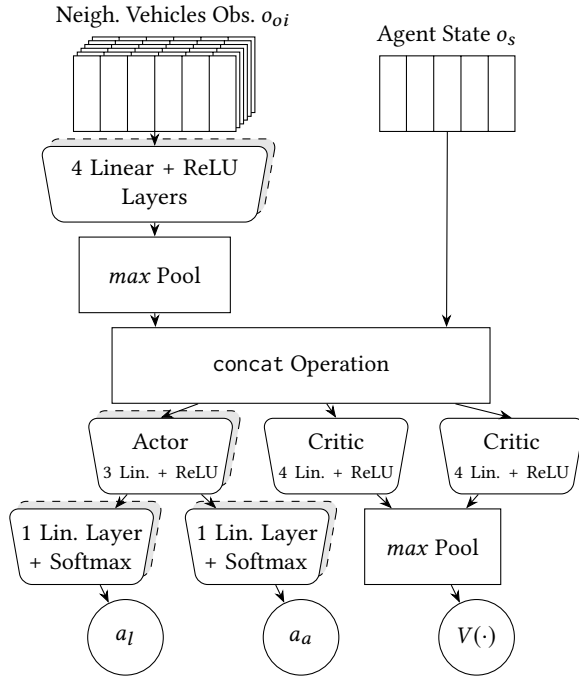 Neigh. Vehicles Obs. o_{oi}
Agent State o_s
4 Linear + ReLU
Layers
max Pool
concat Operation
Actor
3 Lin. + ReLU
Critic
4 Lin. + ReLU
Critic
4 Lin. + ReLU
1 Lin. Layer
+ Softmax
1 Lin. Layer
+ Softmax
max Pool
a_l
a_a
V(·)